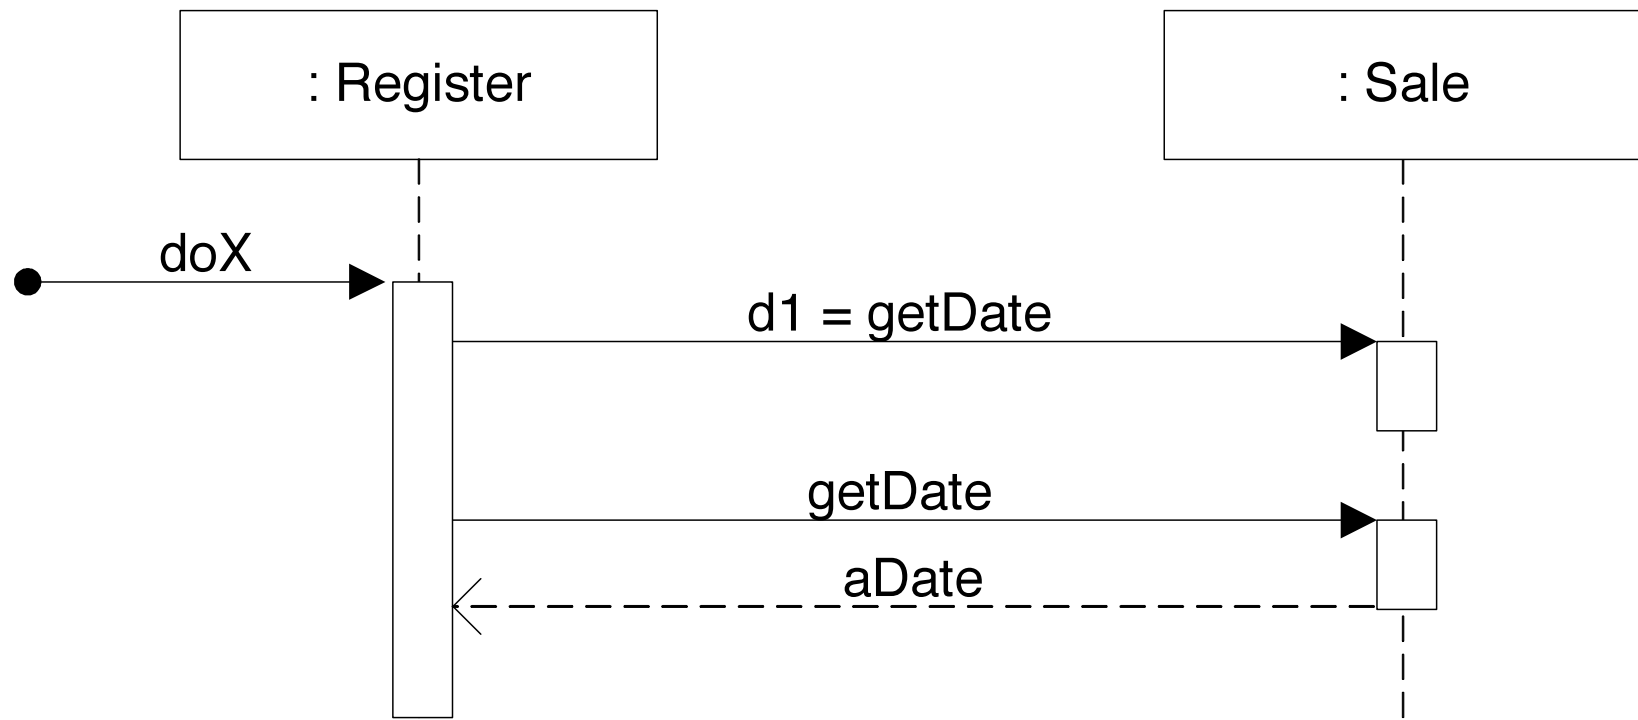 : Register
: Sale
doX
d1 = getDate
getDate
aDate